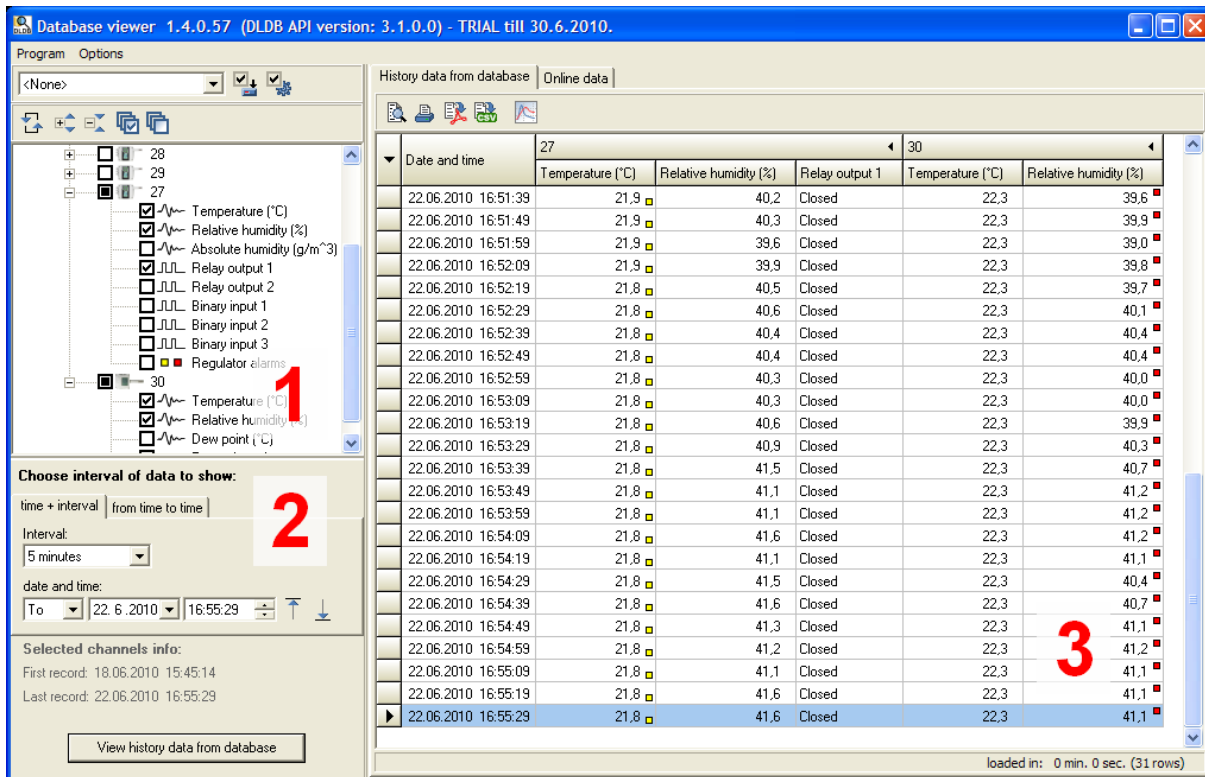 Database viewer 1.4.0.57 (DLDB API version: 3.1.0.0) - TRIAL till 30.6.2010.
Program Options
<None>
28
29
27
Temperature (°C)
Relative humidity (%)
Absolute humidity (g/m^3)
Relay output 1
Relay output 2
Binary input 1
Binary input 2
Binary input 3
Regulator alarms
30
Temperature (°C)
Relative humidity (%)
Dew point (°C)
1
Choose interval of data to show:
time + interval from time to time
2
Interval:
5 minutes
date and time:
To 22. 6 .2010 16:55:29
Selected channels info:
First record: 18.06.2010 15:45:14
Last record: 22.06.2010 16:55:29
View history data from database
History data from database Online data
CSV
Date and time 27 30
Temperature (°C) Relative humidity (%) Relay output 1 Temperature (°C) Relative humidity (%)
22.06.2010 16:51:39 21,9 40,2 Closed 22,3 39,6
22.06.2010 16:51:49 21,9 40,3 Closed 22,3 39,9
22.06.2010 16:51:59 21,9 39,6 Closed 22,3 39,0
22.06.2010 16:52:09 21,9 39,9 Closed 22,3 39,8
22.06.2010 16:52:19 21,8 40,5 Closed 22,3 39,7
22.06.2010 16:52:29 21,8 40,6 Closed 22,3 40,1
22.06.2010 16:52:39 21,8 40,4 Closed 22,3 40,4
22.06.2010 16:52:49 21,8 40,4 Closed 22,3 40,4
22.06.2010 16:52:59 21,8 40,3 Closed 22,3 40,0
22.06.2010 16:53:09 21,8 40,3 Closed 22,3 40,0
22.06.2010 16:53:19 21,8 40,6 Closed 22,3 39,9
22.06.2010 16:53:29 21,8 40,9 Closed 22,3 40,3
22.06.2010 16:53:39 21,8 41,5 Closed 22,3 40,7
22.06.2010 16:53:49 21,8 41,1 Closed 22,3 41,2
22.06.2010 16:53:59 21,8 41,1 Closed 22,3 41,2
22.06.2010 16:54:09 21,8 41,6 Closed 22,3 41,2
22.06.2010 16:54:19 21,8 41,1 Closed 22,3 41,1
22.06.2010 16:54:29 21,8 41,5 Closed 22,3 40,4
22.06.2010 16:54:39 21,8 41,6 Closed 22,3 40,7
22.06.2010 16:54:49 21,8 41,3 Closed 22,3 41,1
22.06.2010 16:54:59 21,8 41,2 Closed 22,3 41,2
22.06.2010 16:55:09 21,8 41,1 Closed 22,3 41,1
22.06.2010 16:55:19 21,8 41,6 Closed 22,3 41,1
22.06.2010 16:55:29 21,8 41,6 Closed 22,3 41,1
3
loaded in: 0 min. 0 sec. (31 rows)